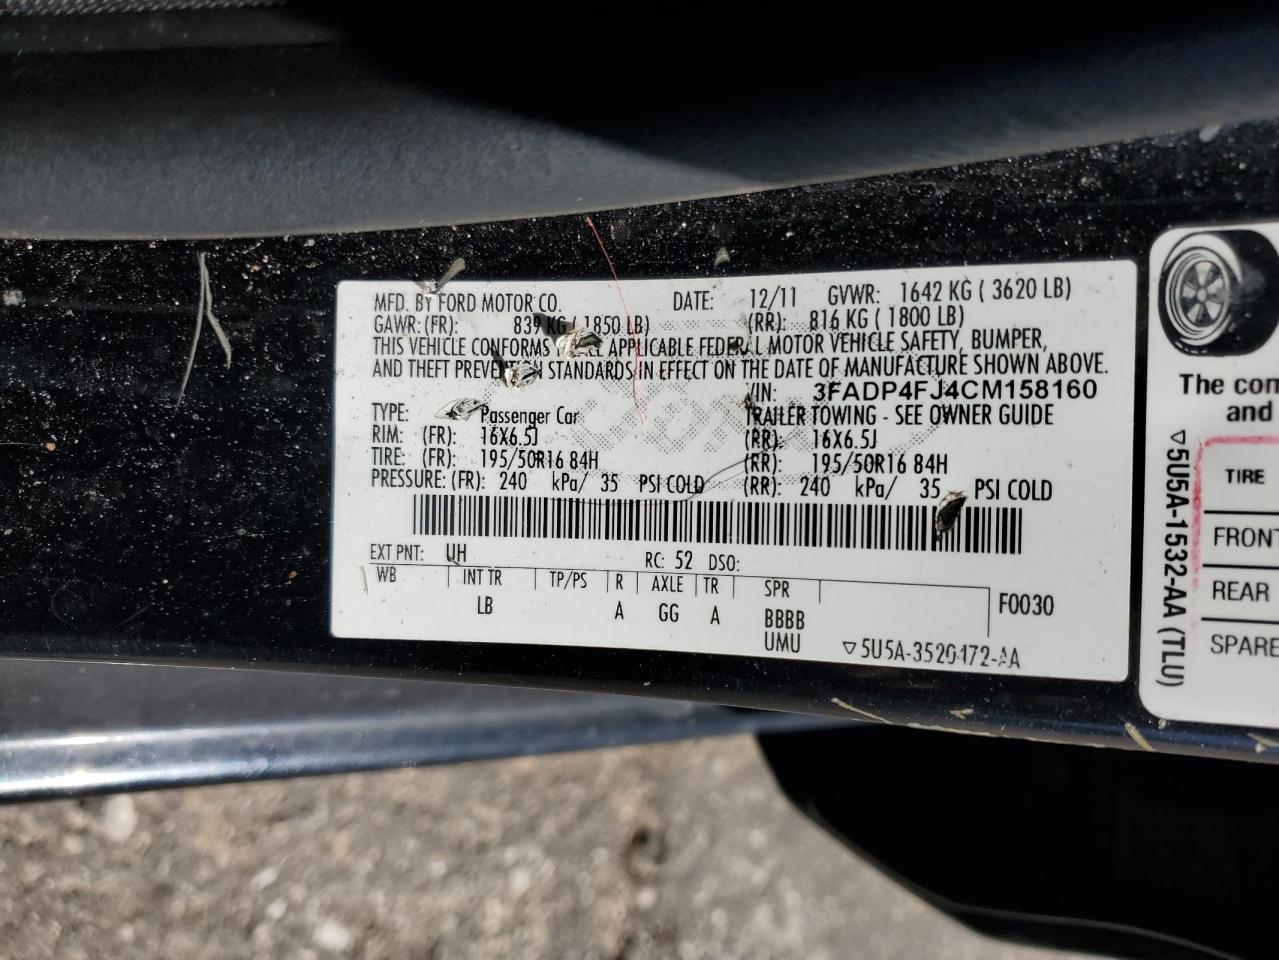 MFD. BY FORD MOTOR CO. DATE: 12/11 GVWR: 1642 KG ( 3620 LB)
GAWR: (FR): 839 KG ( 1850 LB) (RR): 816 KG ( 1800 LB)
THIS VEHICLE CONFORMS APPLICABLE FEDERAL MOTOR VEHICLE SAFETY, BUMPER,
AND THEFT PREVENTION STANDARDS IN EFFECT ON THE DATE OF MANUFACTURE SHOWN ABOVE.
VIN: 3FADP4FJ4CM158160
TYPE: Passenger Car TRAILER TOWING - SEE OWNER GUIDE
RIM: (FR): 16X6.5J (RR): 16X6.5J
TIRE: (FR): 195/50R16 84H (RR): 195/50R16 84H
PRESSURE: (FR): 240 kPa/ 35 PSI COLD (RR): 240 kPa/ 35 PSI COLD
EXT PNT: UH RC: 52 DSO:
WB INT TR TP/PS R AXLE TR SPR
LB A GG A BBBB F0030
UMU ▽5U5A-3520472-AA
The con
and
▽5U5A-1532-AA (TLU)
TIRE
FRONT
REAR
SPARE